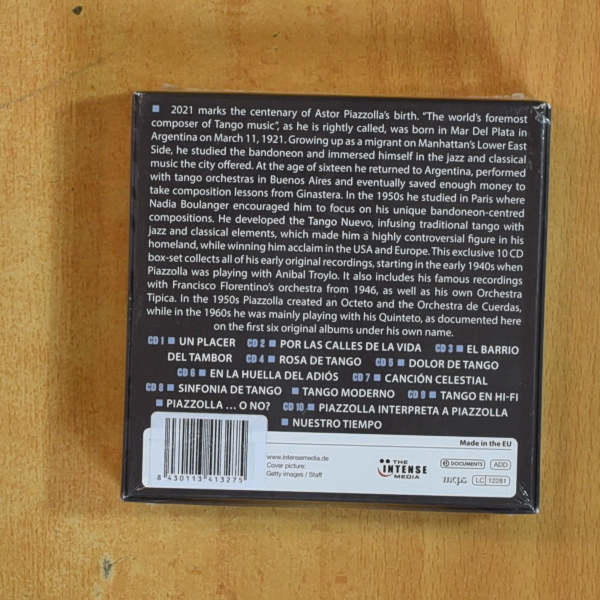 2021 marks the centenary of Astor Piazzolla's birth. "The world's foremost
composer of Tango music", as he is rightly called, was born in Mar Del Plata in
Argentina on March 11, 1921. Growing up as a migrant on Manhattan's Lower East
Side, he studied the bandoneon and immersed himself in the jazz and classical
music the city offered. At the age of sixteen he returned to Argentina, performed
with tango orchestras in Buenos Aires and eventually saved enough money to
take composition lessons from Ginastera. In the 1950s he studied in Paris where
Nadia Boulanger encouraged him to focus on his unique bandoneon-centred
compositions. He developed the Tango Nuevo, infusing traditional tango with
jazz and classical elements, which made him a highly controversial figure in his
homeland, while winning him acclaim in the USA and Europe. This exclusive 10 CD
box-set collects all of his early original recordings, starting in the early 1940s when
Piazzolla was playing with Anibal Troylo. It also includes his famous recordings
with Francisco Florentino's orchestra from 1946, as well as his own Orchestra
Tipica. In the 1950s Piazzolla created an Octeto and the Orchestra de Cuerdas,
while in the 1960s he was mainly playing with his Quinteto, as documented here
on the first six original albums under his own name.
CD 1 ■ UN PLACER CD 2 ■ POR LAS CALLES DE LA VIDA CD 3 ■ EL BARRIO
DEL TAMBOR CD 4 ■ ROSA DE TANGO CD 5 ■ DOLOR DE TANGO
CD 6 ■ EN LA HUELLA DEL ADIÓS CD 7 ■ CANCIÓN CELESTIAL
CD 8 ■ SINFONIA DE TANGO ■ TANGO MODERNO CD 9 ■ TANGO EN HI-FI
■ PIAZZOLLA ... O NO? CD 10 ■ PIAZZOLLA INTERPRETA A PIAZZOLLA
■ NUESTRO TIEMPO
Made in the EU
www.intensemedia.de
Cover picture:
Getty images / Staff
THE
INTENSE
MEDIA
DOCUMENTS ADD
mcps LC 12281
8 430113 413275